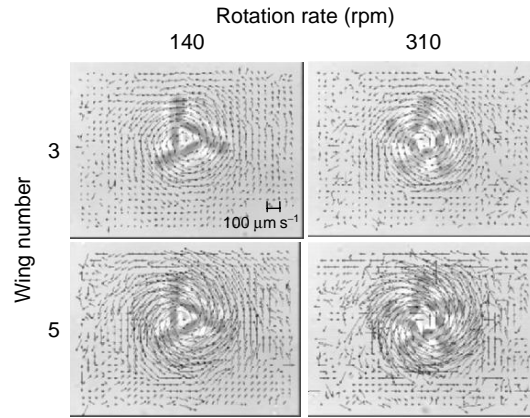 Rotation rate (rpm)
140
310
Wing number
3
100 µm s⁻¹
5